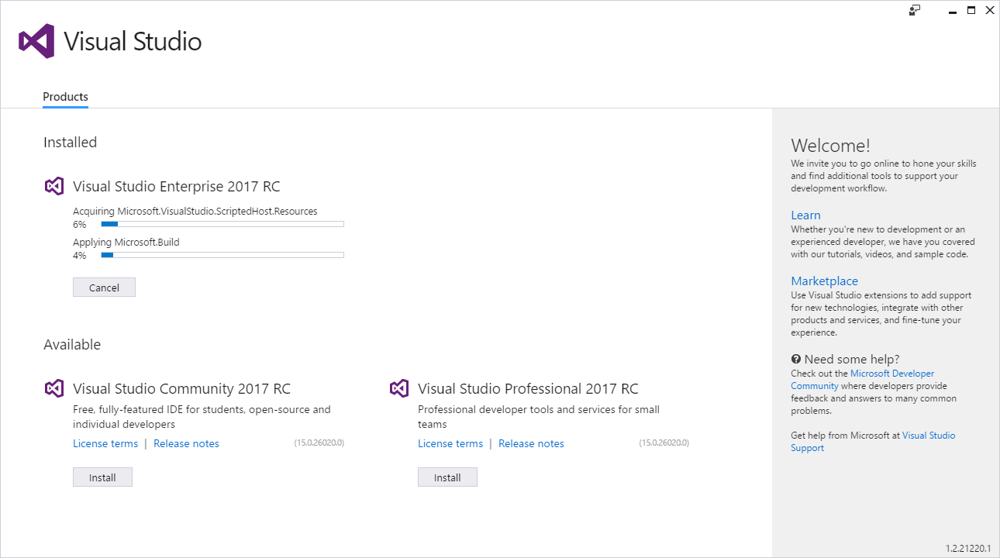 Visual Studio
Products
Installed
Visual Studio Enterprise 2017 RC
Acquiring Microsoft.VisualStudio.ScriptedHost.Resources
6%
Applying Microsoft.Build
4%
Cancel
Available
Visual Studio Community 2017 RC
Free, fully-featured IDE for students, open-source and
individual developers
License terms | Release notes (15.0.26020.0)
Install
Visual Studio Professional 2017 RC
Professional developer tools and services for small
teams
License terms | Release notes (15.0.26020.0)
Install
Welcome!
We invite you to go online to hone your skills
and find additional tools to support your
development workflow.
Learn
Whether you're new to development or an
experienced developer, we have you covered
with our tutorials, videos, and sample code.
Marketplace
Use Visual Studio extensions to add support
for new technologies, integrate with other
products and services, and fine-tune your
experience.
Need some help?
Check out the Microsoft Developer
Community where developers provide
feedback and answers to many common
problems.
Get help from Microsoft at Visual Studio
Support
1.2.21220.1